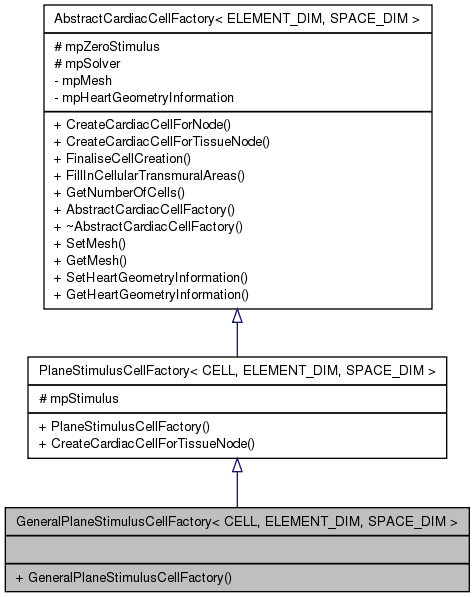 AbstractCardiacCellFactory< ELEMENT_DIM, SPACE_DIM >
# mpZeroStimulus
# mpSolver
- mpMesh
- mpHeartGeometryInformation
+ CreateCardiacCellForNode()
+ CreateCardiacCellForTissueNode()
+ FinaliseCellCreation()
+ FillInCellularTransmuralAreas()
+ GetNumberOfCells()
+ AbstractCardiacCellFactory()
+ ~AbstractCardiacCellFactory()
+ SetMesh()
+ GetMesh()
+ SetHeartGeometryInformation()
+ GetHeartGeometryInformation()
PlaneStimulusCellFactory< CELL, ELEMENT_DIM, SPACE_DIM >
# mpStimulus
+ PlaneStimulusCellFactory()
+ CreateCardiacCellForTissueNode()
GeneralPlaneStimulusCellFactory< CELL, ELEMENT_DIM, SPACE_DIM >
+ GeneralPlaneStimulusCellFactory()